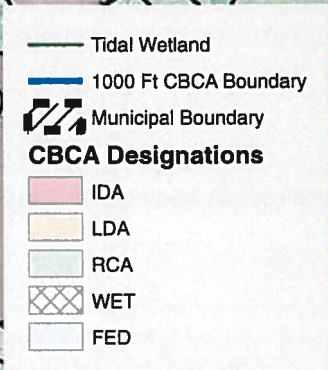 Tidal Wetland
1000 Ft CBCA Boundary
Municipal Boundary
CBCA Designations
IDA
LDA
RCA
WET
FED